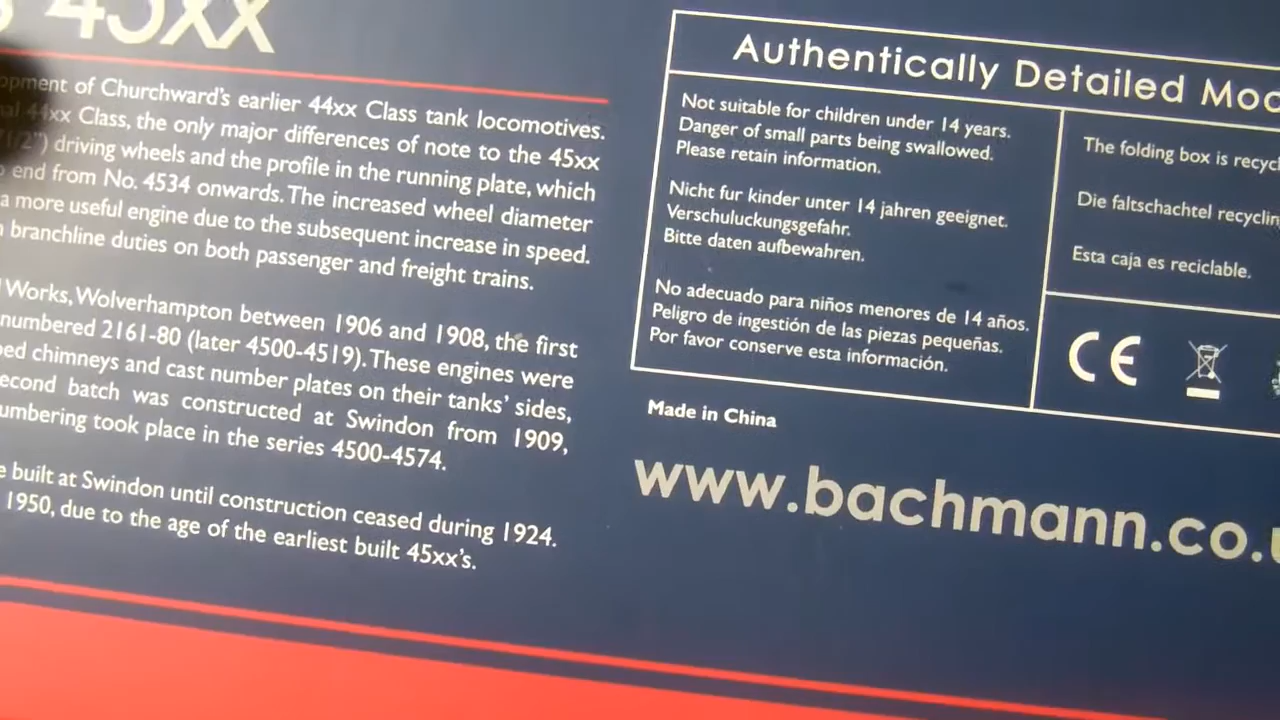 45xx
opment of Churchward's earlier 44xx Class tank locomotives.
44xx Class, the only major differences of note to the 45xx
1/2") driving wheels and the profile in the running plate, which
end from No. 4534 onwards. The increased wheel diameter
a more useful engine due to the subsequent increase in speed.
branchline duties on both passenger and freight trains.
Works, Wolverhampton between 1906 and 1908, the first
numbered 2161-80 (later 4500-4519). These engines were
chimneys and cast number plates on their tanks' sides,
econd batch was constructed at Swindon from 1909,
umbering took place in the series 4500-4574.
built at Swindon until construction ceased during 1924.
1950, due to the age of the earliest built 45xx's.
Authentically Detailed Moc
Not suitable for children under 14 years.
Danger of small parts being swallowed.
Please retain information.
Nicht fur kinder unter 14 jahren geeignet.
Verschuluckungsgefahr.
Bitte daten aufbewahren.
No adecuado para niños menores de 14 años.
Peligro de ingestión de las piezas pequeñas.
Por favor conserve esta información.
The folding box is recyc
Die faltschachtel recyclin
Esta caja es reciclable.
CE
Made in China
www.bachmann.co.u